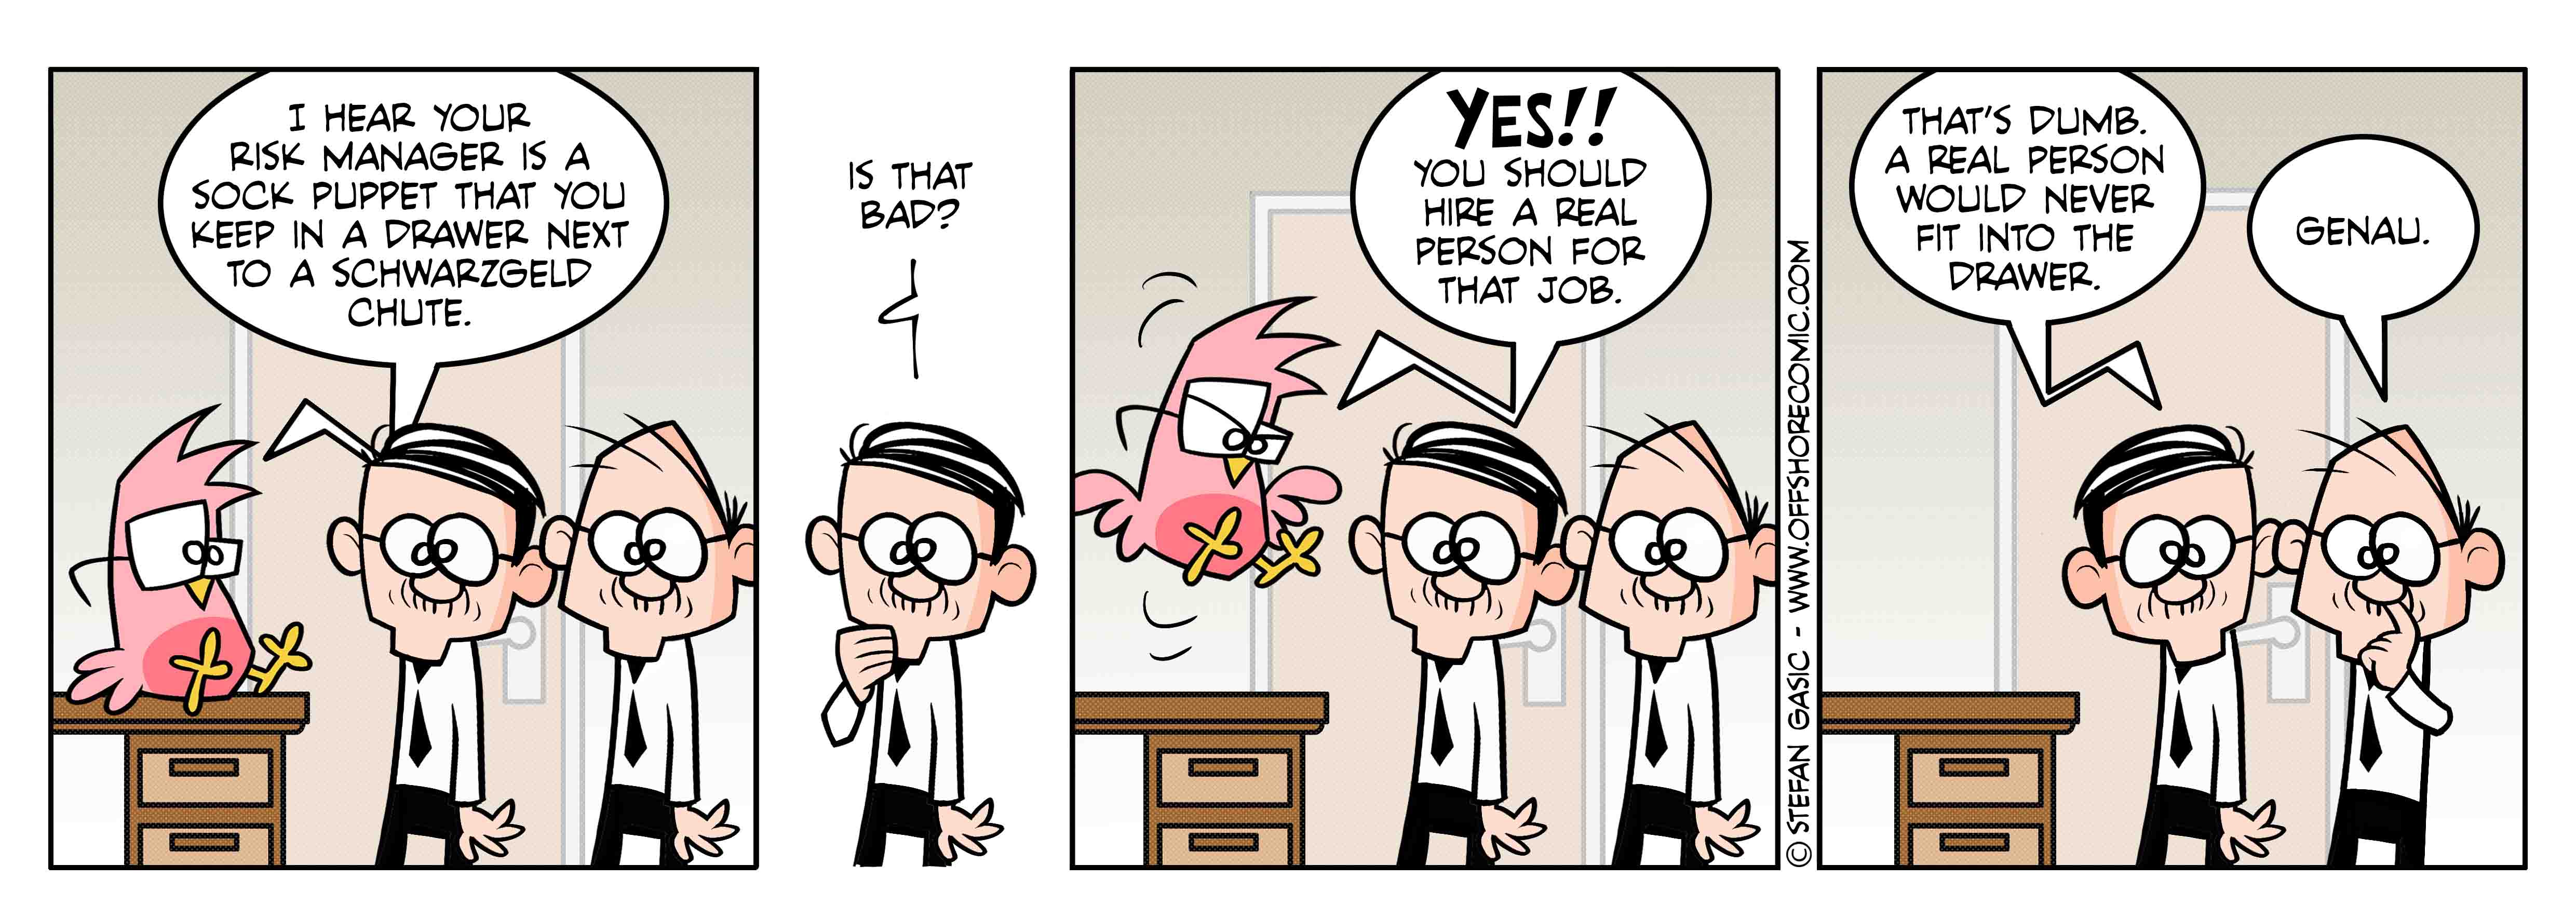 I HEAR YOUR
RISK MANAGER IS A
SOCK PUPPET THAT YOU
KEEP IN A DRAWER NEXT
TO A SCHWARZGELD
CHUTE.
IS THAT
BAD?
YES!!
YOU SHOULD
HIRE A REAL
PERSON FOR
THAT JOB.
© STEFAN GASIC - WWW.OFFSHORECOMIC.COM
THAT'S DUMB.
A REAL PERSON
WOULD NEVER
FIT INTO THE
DRAWER.
GENAU.